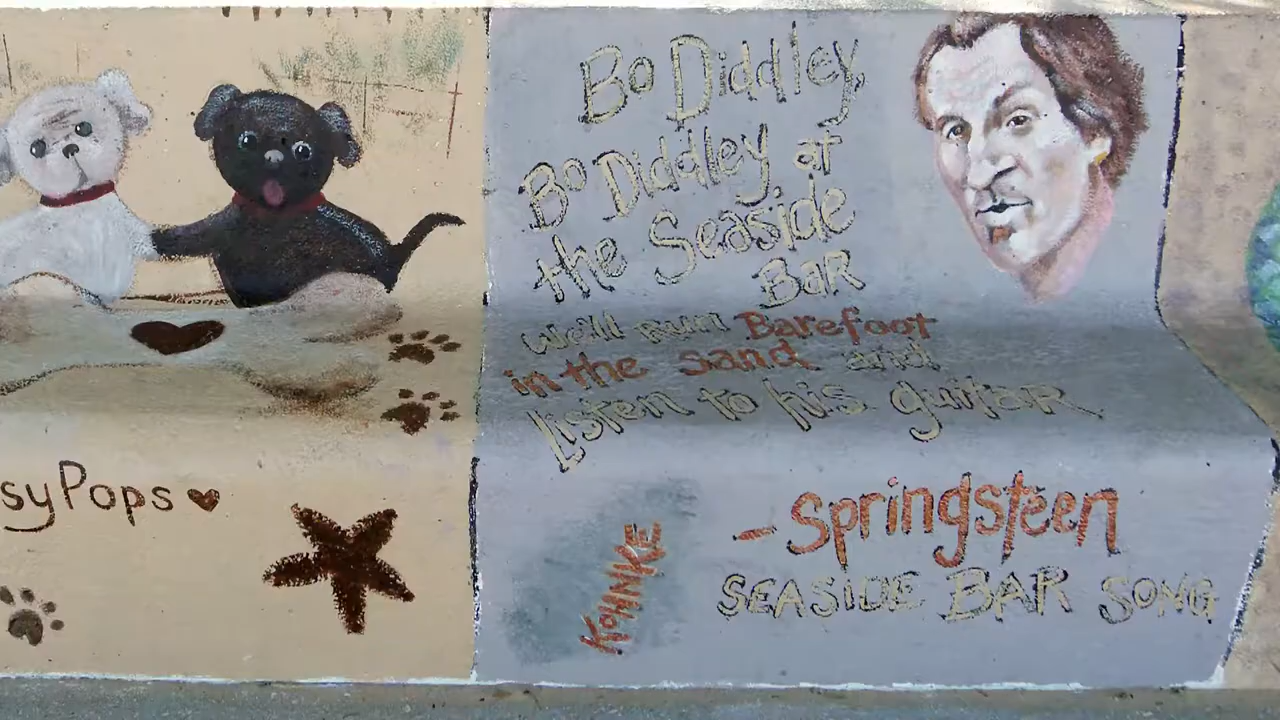 Bo Diddley,
Bo Diddley at
the Seaside
Bar
we'll run Barefoot
in the sand and
Listen to his guitar
- Springsteen
SEASIDE BAR SONG
KOHNKE
syPops